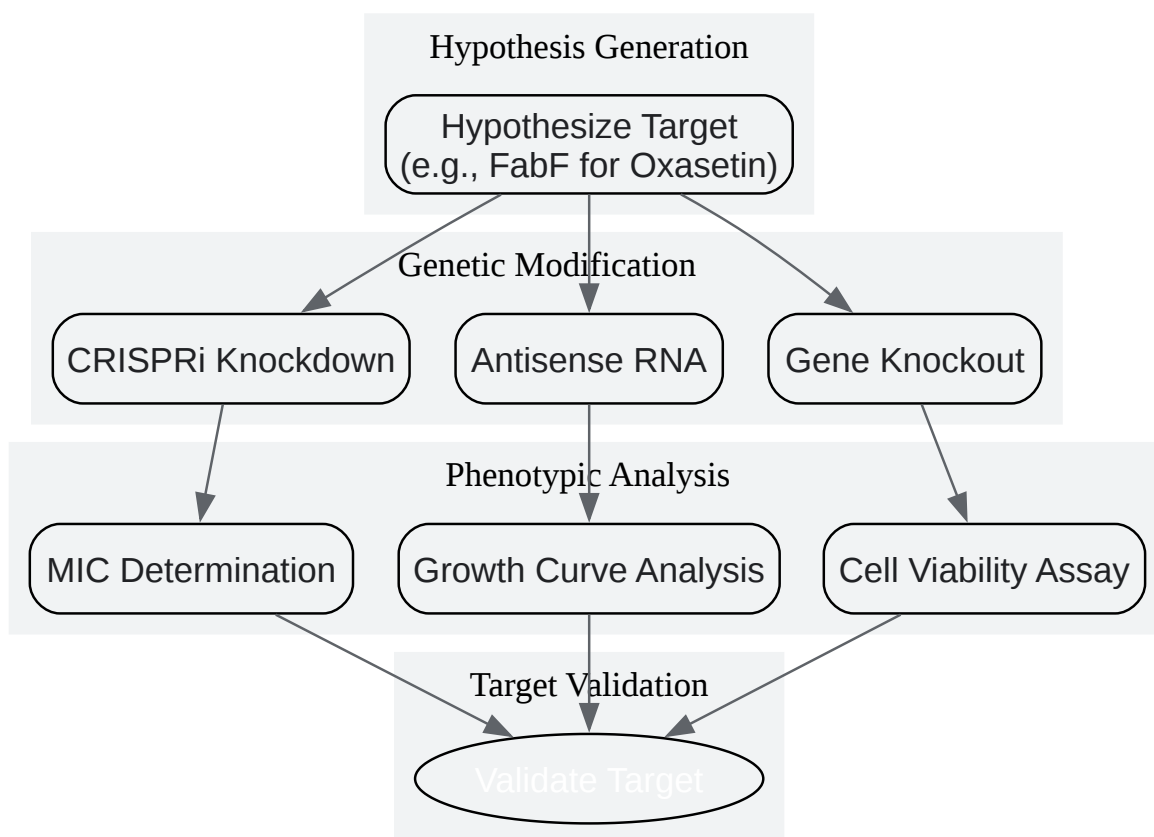 Hypothesis Generation
Hypothesize Target
(e.g., FabF for Oxasetin)
Genetic Modification
CRISPRi Knockdown
Antisense RNA
Gene Knockout
Phenotypic Analysis
MIC Determination
Growth Curve Analysis
Cell Viability Assay
Target Validation
Validate Target